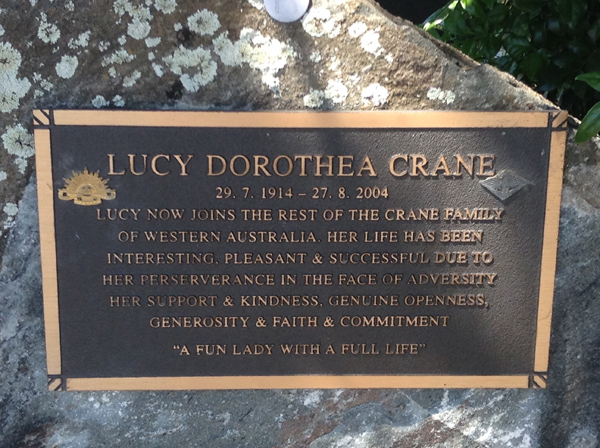 LUCY DOROTHEA CRANE
29. 7. 1914 – 27. 8. 2004
LUCY NOW JOINS THE REST OF THE CRANE FAMILY
OF WESTERN AUSTRALIA. HER LIFE HAS BEEN
INTERESTING, PLEASANT & SUCCESSFUL DUE TO
HER PERSERVERANCE IN THE FACE OF ADVERSITY
HER SUPPORT & KINDNESS, GENUINE OPENNESS,
GENEROSITY & FAITH & COMMITMENT
"A FUN LADY WITH A FULL LIFE"